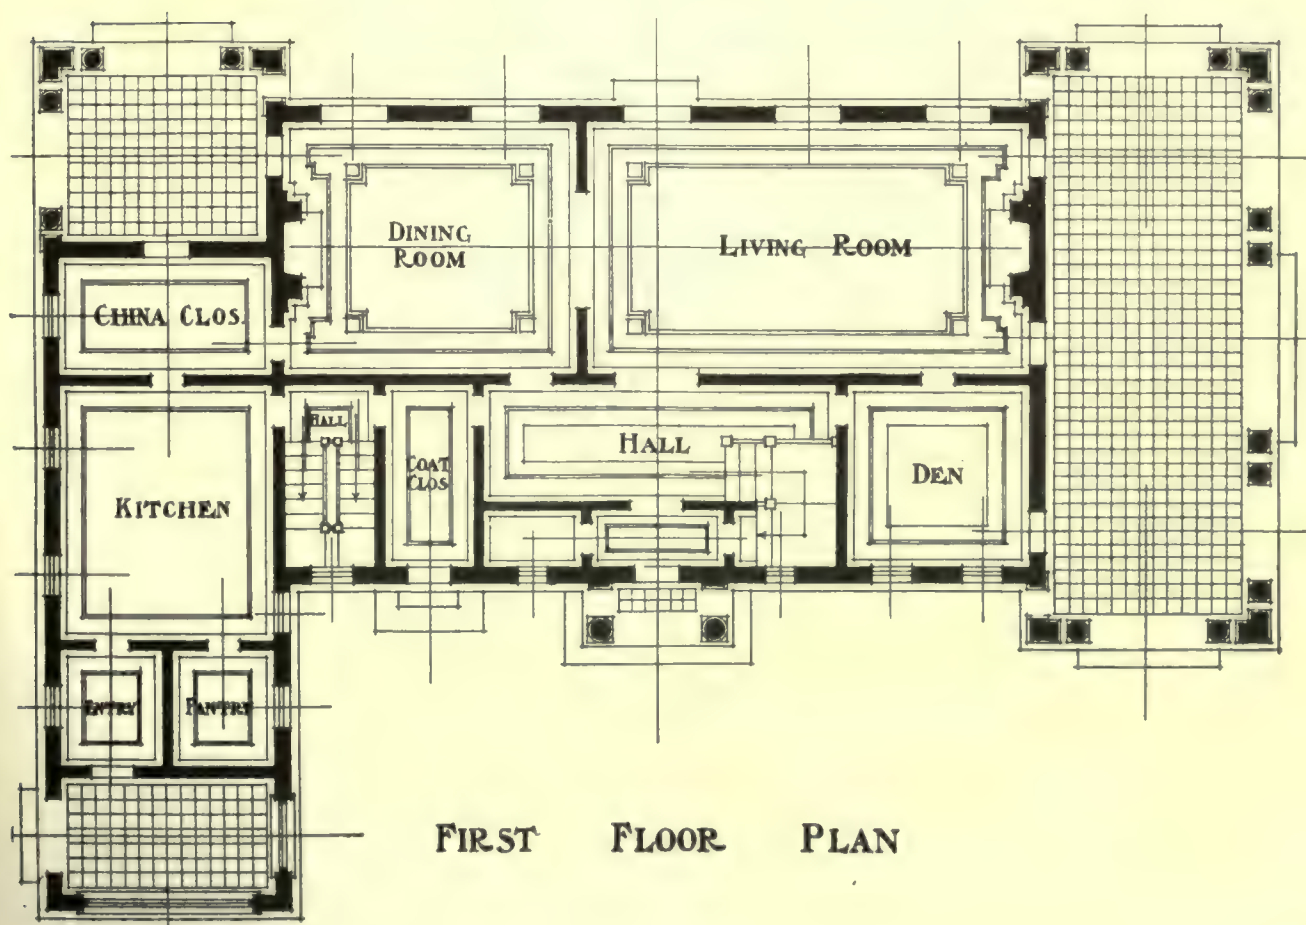 DINING
ROOM
LIVING ROOM
CHINA CLOS.
HALL
COAT
CLOS
HALL
DEN
KITCHEN
ENTRY
PANTRY
FIRST FLOOR PLAN